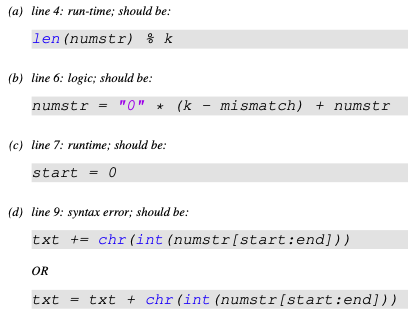 (a) line 4: run-time; should be:
len(numstr) % k
(b) line 6: logic; should be:
numstr = "0" * (k - mismatch) + numstr
(c) line 7: runtime; should be:
start = 0
(d) line 9: syntax error; should be:
txt += chr(int(numstr[start:end]))
OR
txt = txt + chr(int(numstr[start:end]))